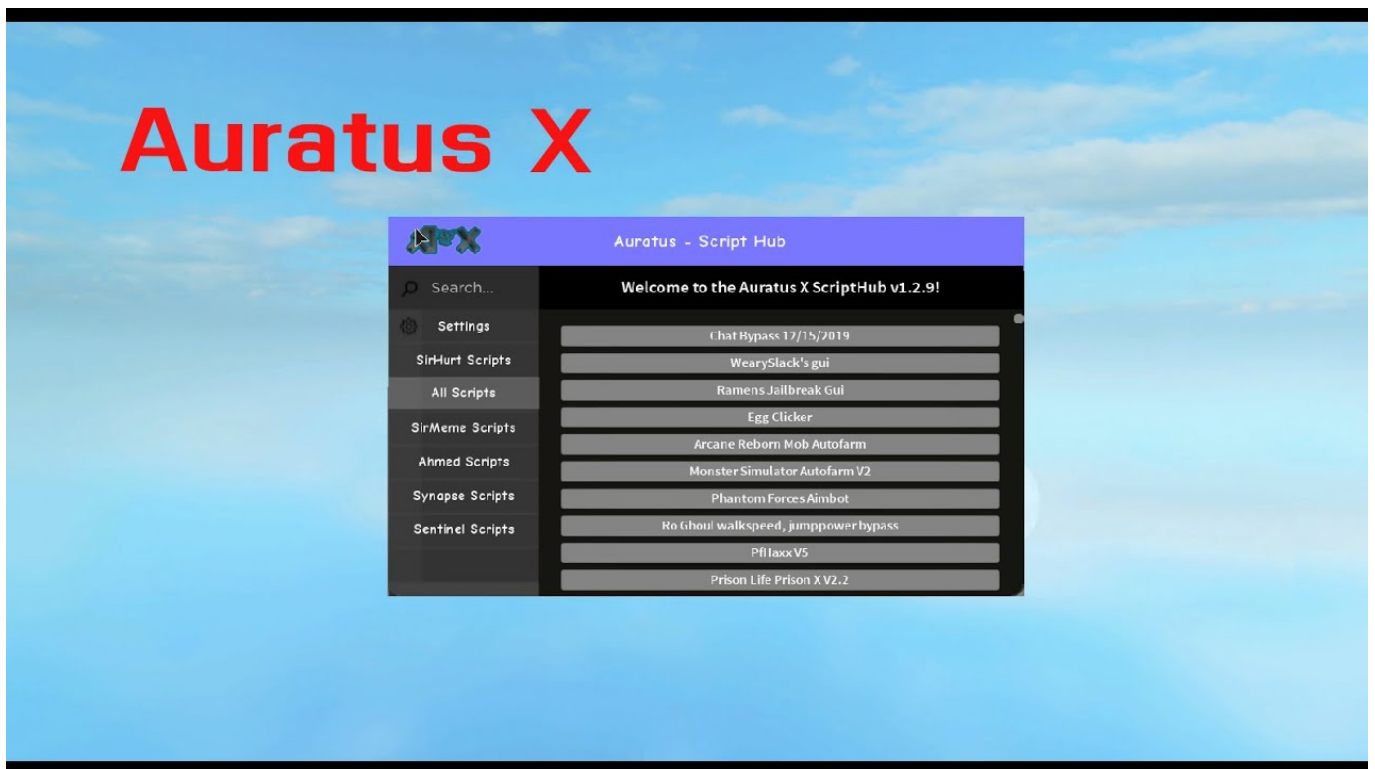 Auratus X
Auratus - Script Hub
Search...
Welcome to the Auratus X ScriptHub v1.2.9!
Settings
SirHurt Scripts
All Scripts
SirMeme Scripts
Ahmed Scripts
Synapse Scripts
Sentinel Scripts
Chat Bypass 12/15/2019
WearySlack's gui
Ramens Jailbreak Gui
Egg Clicker
Arcane Reborn Mob Autofarm
Monster Simulator Autofarm V2
Phantom Forces Aimbot
Ro Ghoul walkspeed, jumppower bypass
PfHaxx V5
Prison Life Prison X V2.2